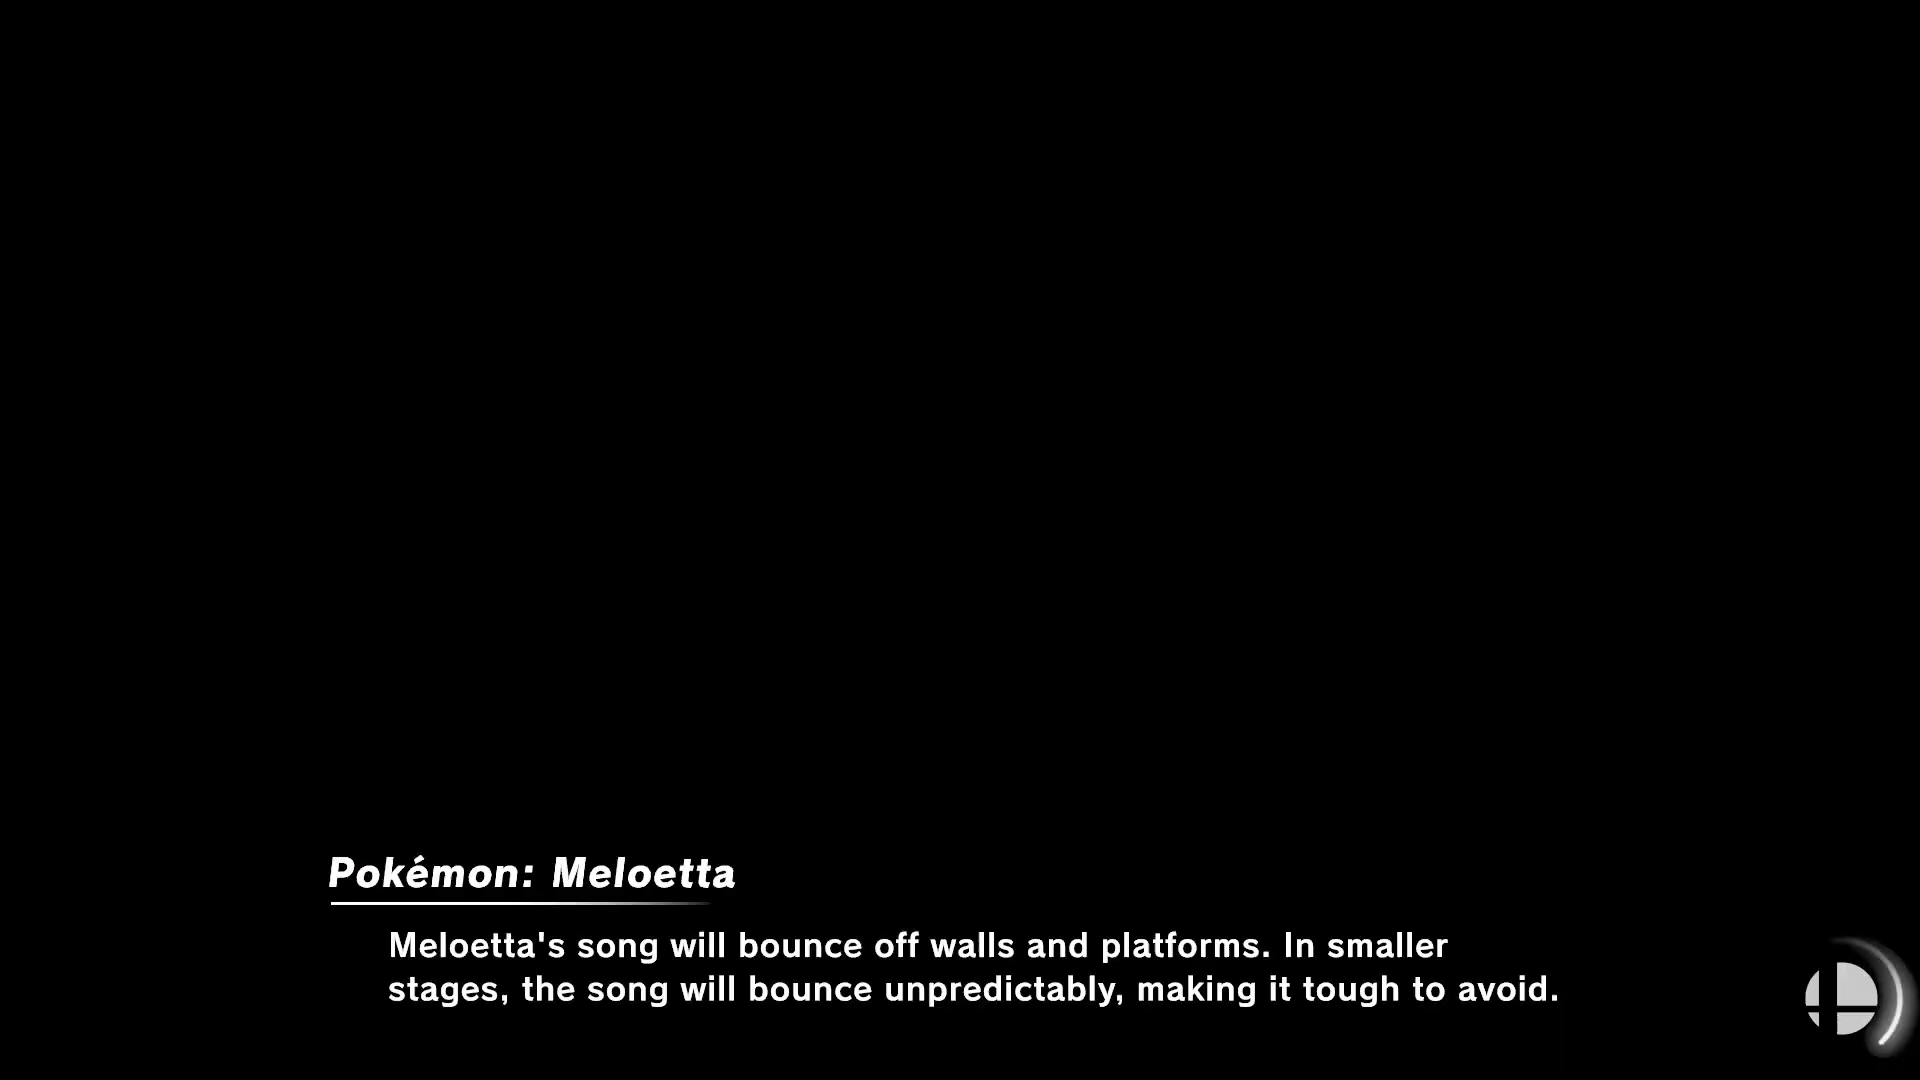 Pokémon: Meloetta
Meloetta's song will bounce off walls and platforms. In smaller
stages, the song will bounce unpredictably, making it tough to avoid.